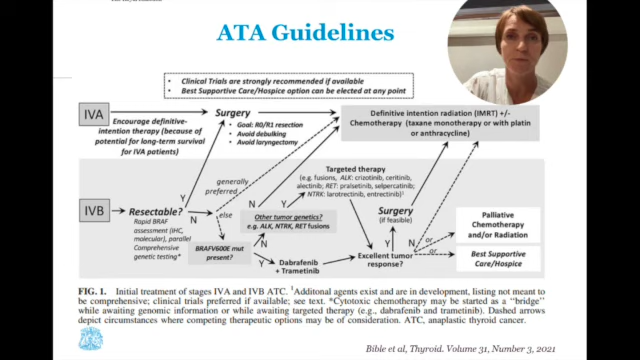 ATA Guidelines
• Clinical Trials are strongly recommended if available
• Best Supportive Care/Hospice option can be elected at any point
IVA
Encourage definitive-
intention therapy (because of
potential for long-term survival
for IVA patients)
Surgery
• Goal: R0/R1 resection
• Avoid debulking
• Avoid laryngectomy
Definitive intention radiation (IMRT) +/-
Chemotherapy (taxane monotherapy or with platin
or anthracycline)
IVB
Resectable?
Rapid BRAF
assessment (IHC,
molecular), parallel
Comprehensive
genetic testing*
Y
N
generally
preferred
else
BRAFV600E mut
present?
N
Y
Other tumor genetics?
e.g. ALK, NTRK, RET fusions
N
Y
Targeted therapy
(e.g. fusions, ALK: crizotinib, ceritinib,
alectinib; RET: pralsetinib, selpercatinib;
NTRK: larotrectinib, entrectinib)¹
Dabrafenib
+ Trametinib
Excellent tumor
response?
Y
N
Surgery
(if feasible)
or
or
Palliative
Chemotherapy
and/or Radiation
Best Supportive
Care/Hospice
FIG. 1. Initial treatment of stages IVA and IVB ATC. ¹Additonal agents exist and are in development, listing not meant to
be comprehensive; clinical trials preferred if available; see text. *Cytotoxic chemotherapy may be started as a "bridge"
while awaiting genomic information or while awaiting targeted therapy (e.g., dabrafenib and trametinib). Dashed arrows
depict circumstances where competing therapeutic options may be of consideration. ATC, anaplastic thyroid cancer.
Bible et al, Thyroid. Volume 31, Number 3, 2021